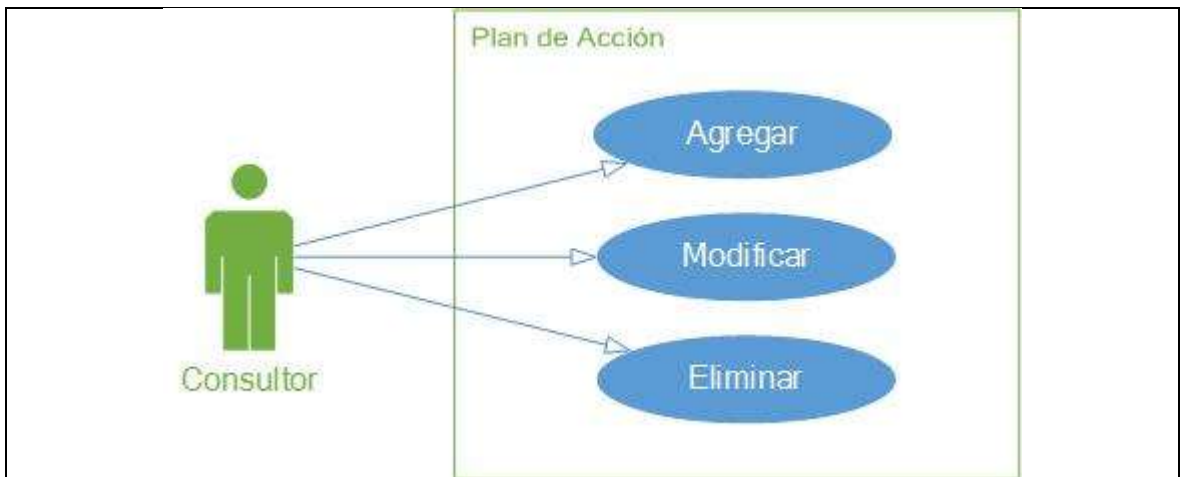 Plan de Acción
Agregar
Modificar
Eliminar
Consultor